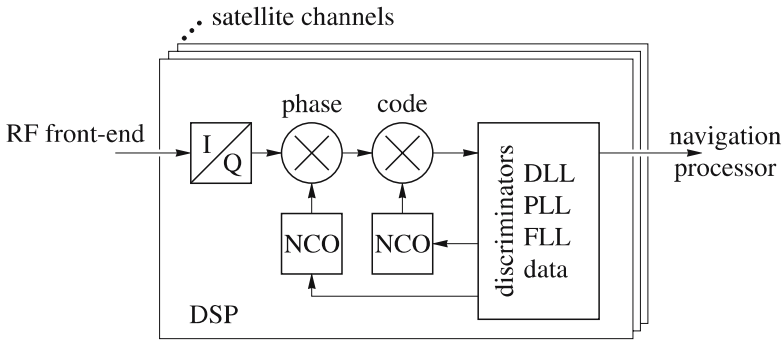 satellite channels
phase
code
RF front-end
I
Q
navigation
processor
discriminators
DLL
PLL
FLL
data
NCO
NCO
DSP